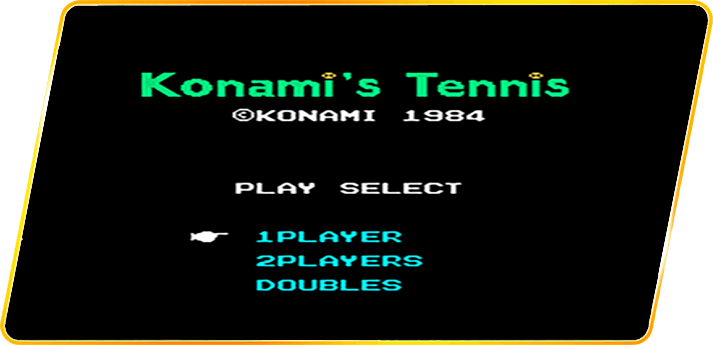 Konami's Tennis
©KONAMI 1984
PLAY SELECT
1PLAYER
2PLAYERS
DOUBLES